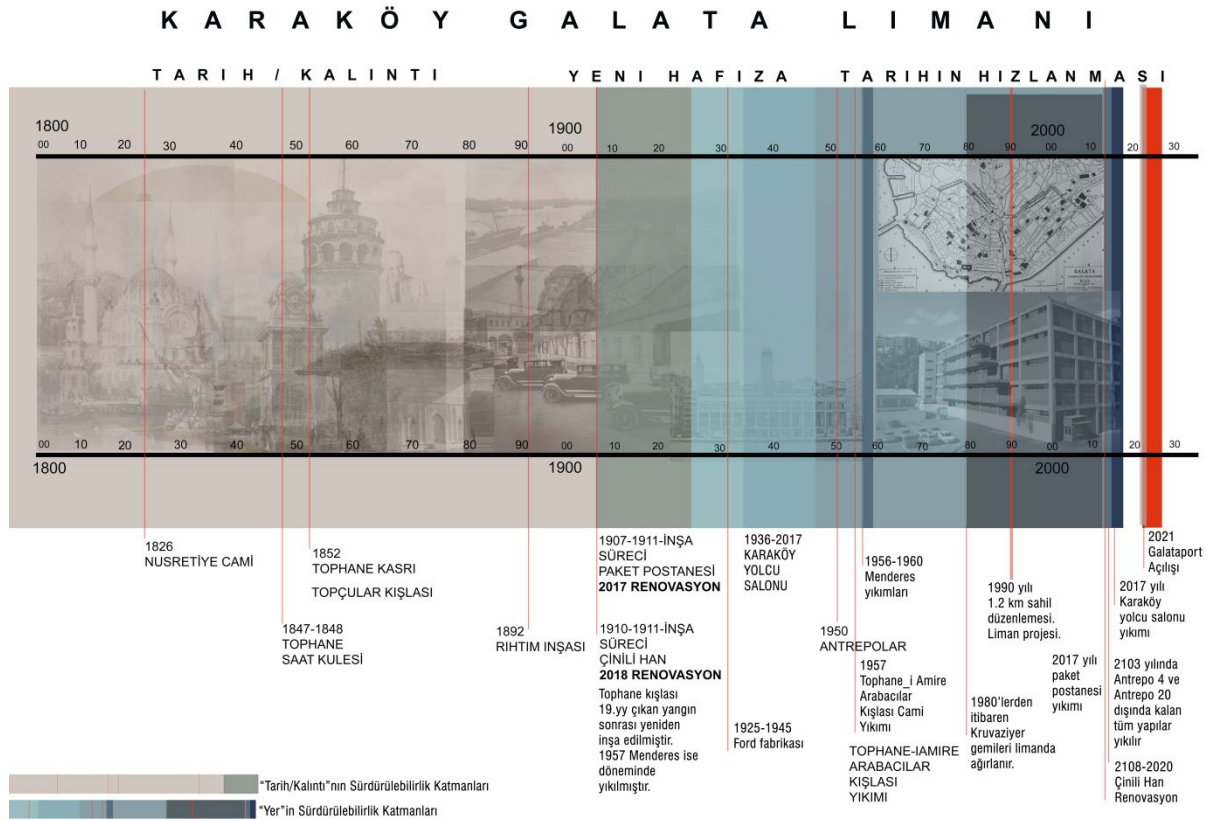 KARAKÖY GALATA LIMANI
TARIH / KALINTI
YENI HAFIZA
TARIHIN HIZLANMASI
1800
1900
2000
00 10 20 30 40 50 60 70 80 90 00 10 20 30 40 50 60 70 80 90 00 10 20 30
GALATA
00 10 20 30 40 50 60 70 80 90 00 10 20 30 40 50 60 70 80 90 00 10 20 30
1800
1900
2000
1826
NUSRETİYE CAMİ
1847-1848
TOPHANE
SAAT KULESİ
1852
TOPHANE KASRI
TOPÇULAR KIŞLASI
1892
RIHTIM INŞASI
1907-1911-İNŞA
SÜRECİ
PAKET POSTANESİ
2017 RENOVASYON
1910-1911-İNŞA
SÜRECİ
ÇİNİLİ HAN
2018 RENOVASYON
Tophane kışlası
19.yy çıkan yangın
sonrası yeniden
inşa edilmiştir.
1957 Menderes ise
döneminde
yıkılmıştır.
1936-2017
KARAKÖY
YOLCU
SALONU
1925-1945
Ford fabrikası
1950
ANTREPOLAR
1956-1960
Menderes
yıkımları
1957
Tophane_i Amire
Arabacılar
Kışlası Cami
Yıkımı
TOPHANE-IAMIRE
ARABACILAR
KIŞLASI
YIKIMI
1990 yılı
1.2 km sahil
düzenlemesi.
Liman projesi.
1980'lerden
itibaren
Kruvaziyer
gemileri limanda
ağırlanır.
2017 yılı
paket
postanesi
yıkımı
2021
Galataport
Açılışı
2017 yılı
Karaköy
yolcu salonu
yıkımı
2103 yılında
Antrepo 4 ve
Antrepo 20
dışında kalan
tüm yapılar
yıkılır
2108-2020
Çinili Han
Renovasyon
"Tarih/Kalıntı"nın Sürdürülebilirlik Katmanları
"Yer"in Sürdürülebilirlik Katmanları